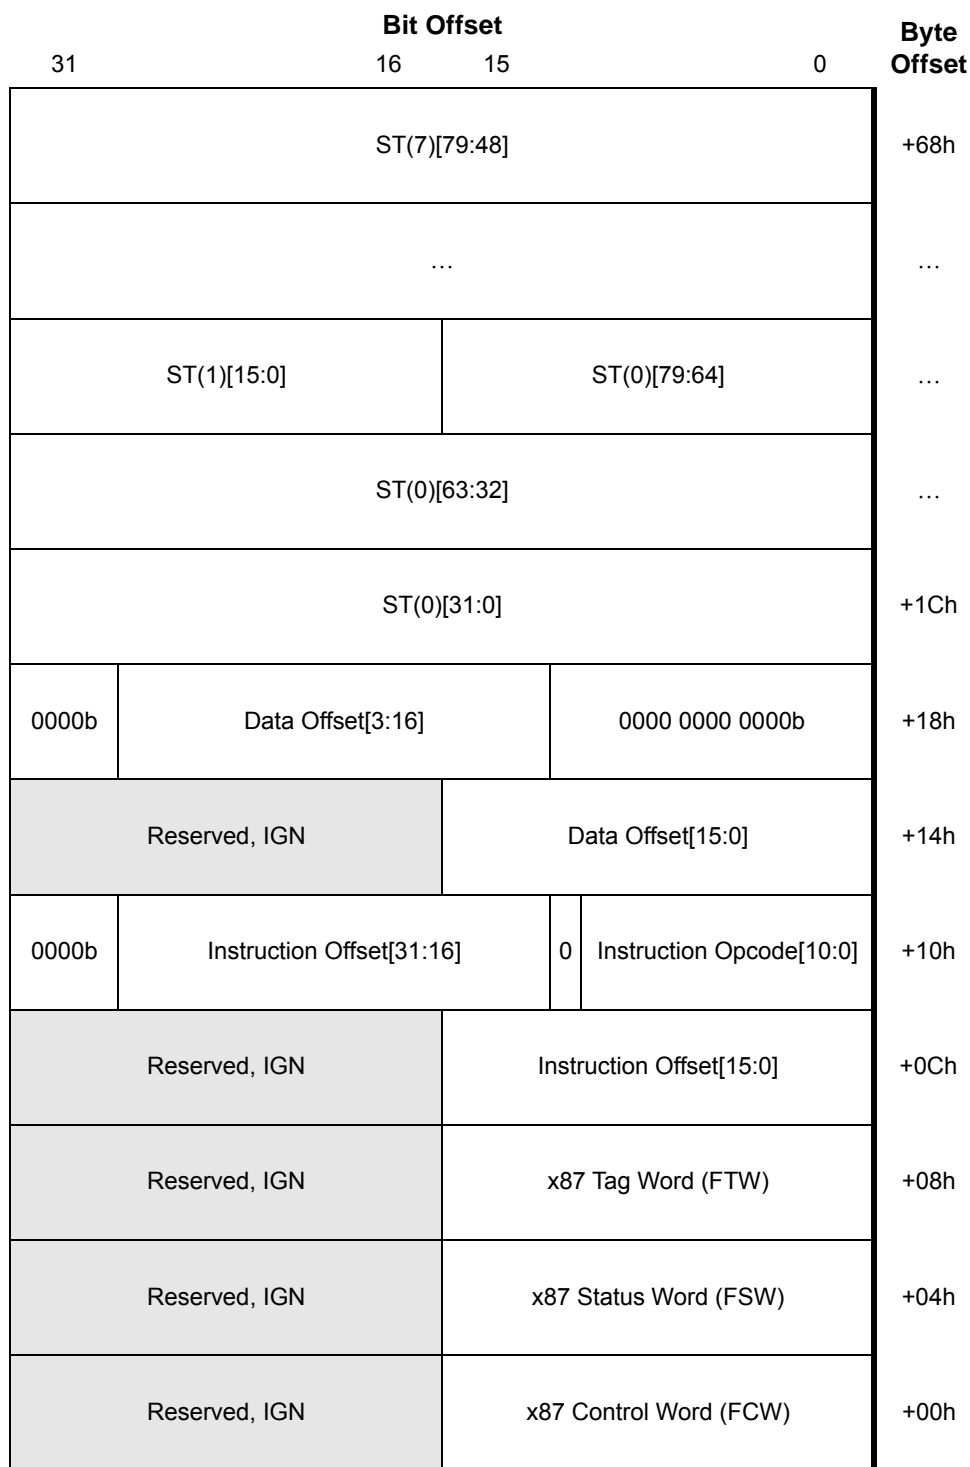 Bit Offset
Byte
Offset
31 16 15 0
ST(7)[79:48] +68h
… …
ST(1)[15:0] ST(0)[79:64] …
ST(0)[63:32] …
ST(0)[31:0] +1Ch
0000b Data Offset[3:16] 0000 0000 0000b +18h
Reserved, IGN Data Offset[15:0] +14h
0000b Instruction Offset[31:16] 0 Instruction Opcode[10:0] +10h
Reserved, IGN Instruction Offset[15:0] +0Ch
Reserved, IGN x87 Tag Word (FTW) +08h
Reserved, IGN x87 Status Word (FSW) +04h
Reserved, IGN x87 Control Word (FCW) +00h